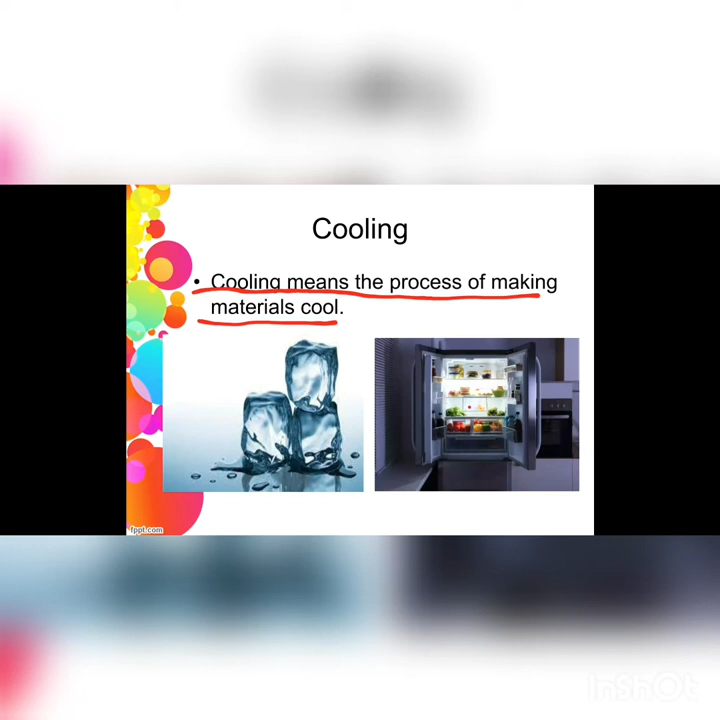 Cooling
• Cooling means the process of making
materials cool.
fppt.com
InShOt